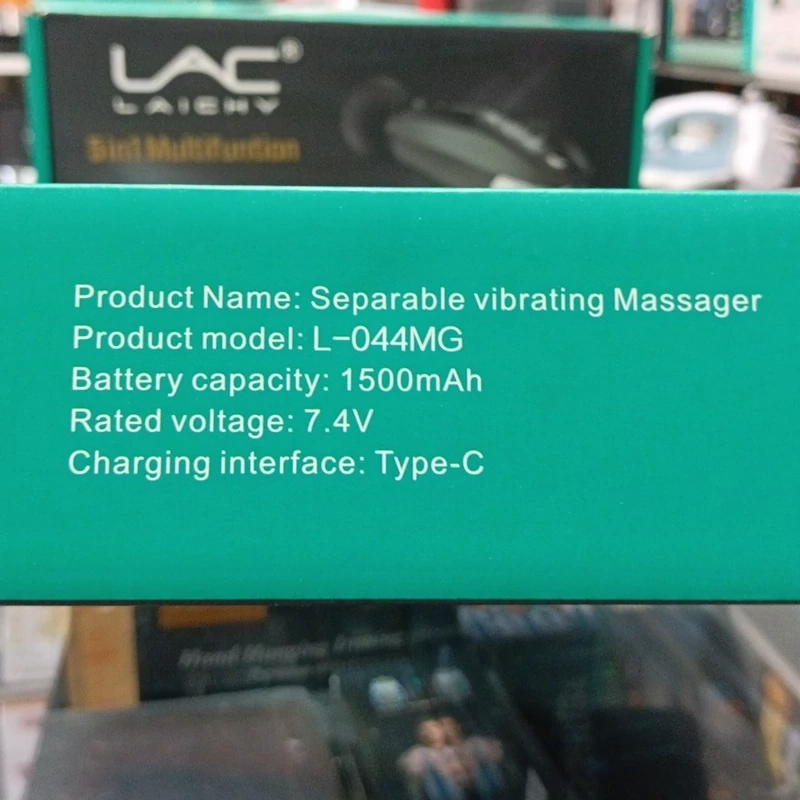 LAC®
LAICHY
5in1 Multifuntion
Product Name: Separable vibrating Massager
Product model: L-044MG
Battery capacity: 1500mAh
Rated voltage: 7.4V
Charging interface: Type-C